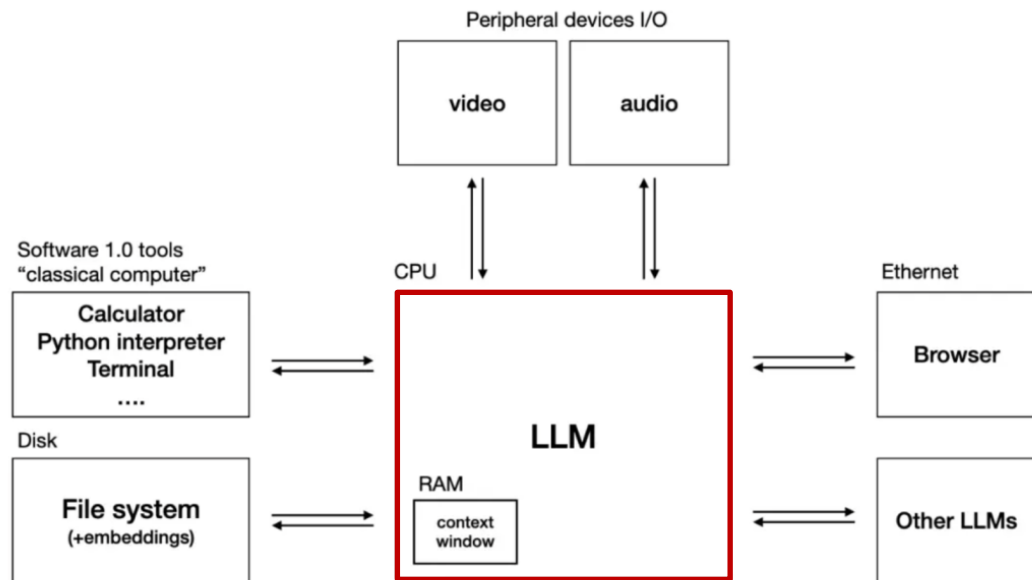 Peripheral devices I/O
video
audio
Software 1.0 tools
“classical computer”
CPU
Ethernet
Calculator
Python interpreter
Terminal
....
Browser
LLM
Disk
File system
(+embeddings)
RAM
context
window
Other LLMs